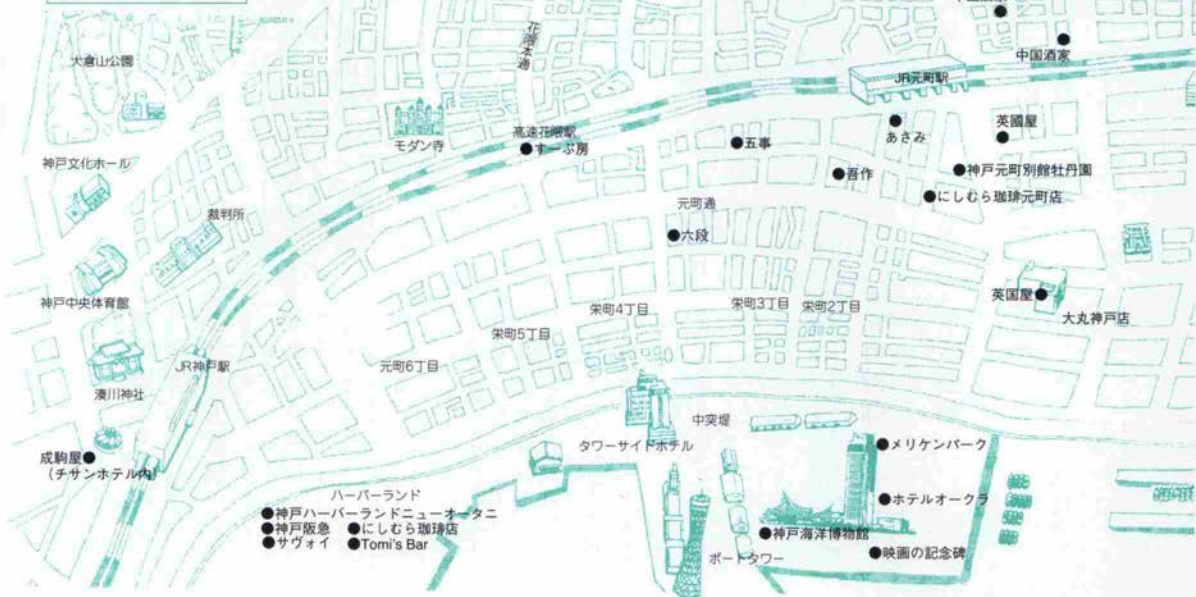 中国酒家
大倉山公園
花隈本通
JR元町駅
モダン寺
高速花隈駅
●すーぷ房
●五事
あさみ
英國屋
神戸文化ホール
●吾作
●神戸元町別館牡丹園
●にしむら珈琲元町店
裁判所
元町通
●六段
神戸中央体育館
英国屋●
大丸神戸店
栄町4丁目
栄町3丁目
栄町2丁目
栄町5丁目
JR神戸駅
元町6丁目
湊川神社
中突堤
タワーサイドホテル
●メリケンパーク
成駒屋●
(チサンホテル内)
ハーバーランド
●神戸ハーバーランドニューオータニ
●神戸阪急 ●にしむら珈琲店
●サヴォイ ●Tomi's Bar
●ホテルオークラ
●神戸海洋博物館
●映画の記念碑
ポートタワー